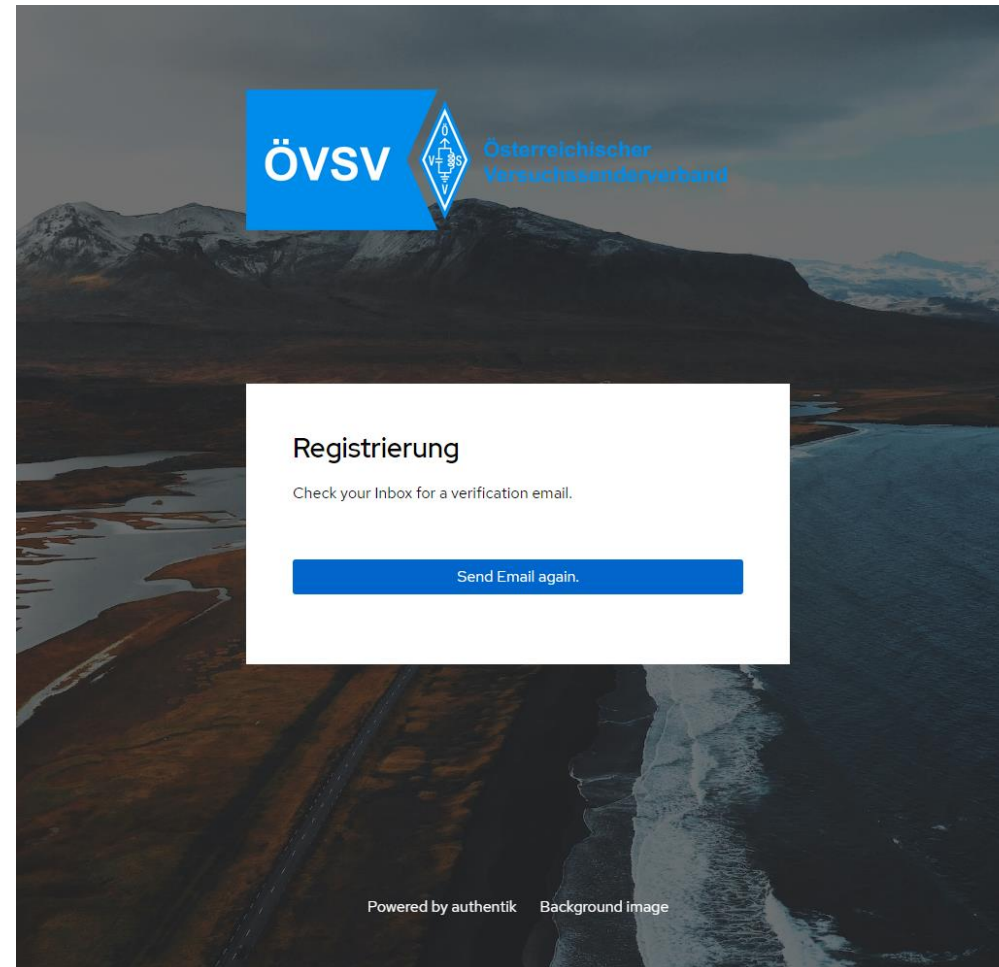 ÖVSV
Ö
V S
V
Österreichischer
Versuchssenderverband
Registrierung
Check your Inbox for a verification email.
Send Email again.
Powered by authentik Background image